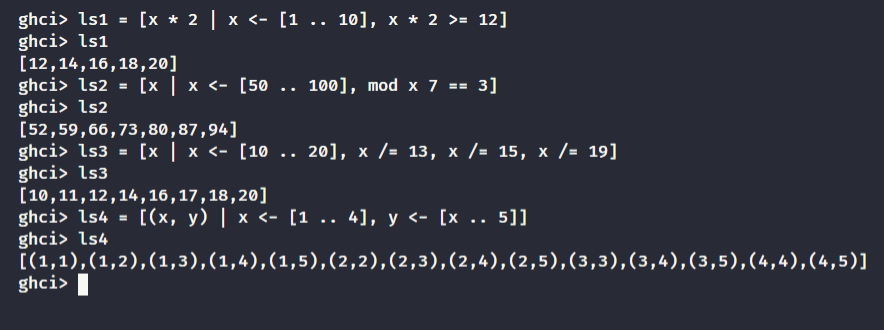 ghci> ls1 = [x * 2 | x <- [1 .. 10], x * 2 >= 12]
ghci> ls1
[12,14,16,18,20]
ghci> ls2 = [x | x <- [50 .. 100], mod x 7 == 3]
ghci> ls2
[52,59,66,73,80,87,94]
ghci> ls3 = [x | x <- [10 .. 20], x /= 13, x /= 15, x /= 19]
ghci> ls3
[10,11,12,14,16,17,18,20]
ghci> ls4 = [(x, y) | x <- [1 .. 4], y <- [x .. 5]]
ghci> ls4
[(1,1),(1,2),(1,3),(1,4),(1,5),(2,2),(2,3),(2,4),(2,5),(3,3),(3,4),(3,5),(4,4),(4,5)]
ghci>